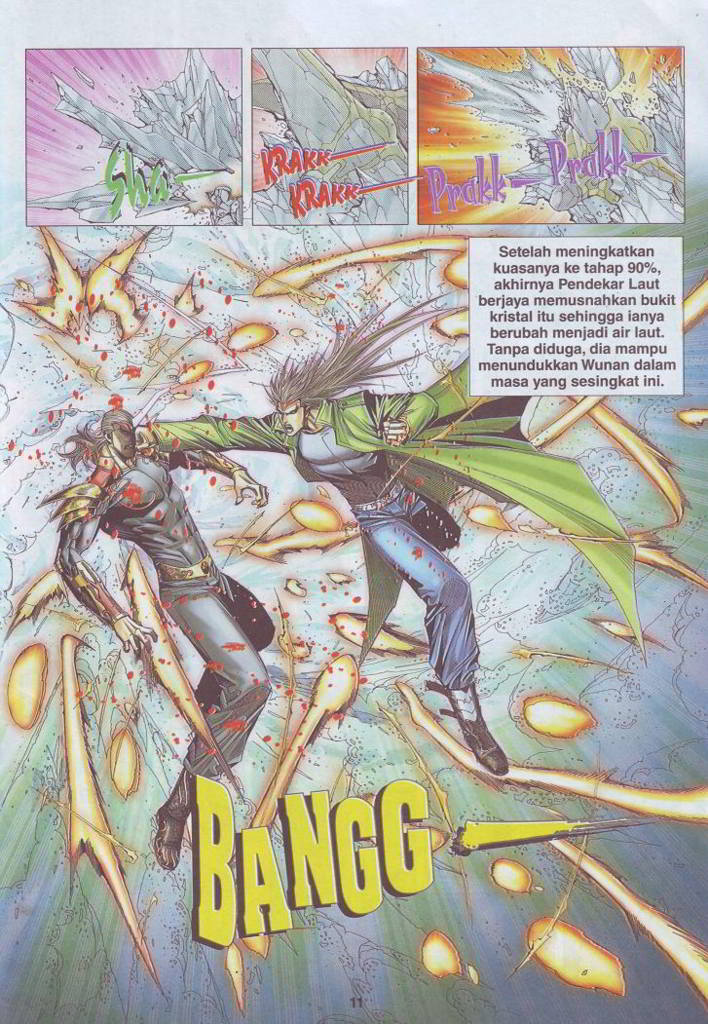 Sha
KRAKK
KRAKK
Prakk
Prakk
Setelah meningkatkan
kuasanya ke tahap 90%,
akhirnya Pendekar Laut
berjaya memusnahkan bukit
kristal itu sehingga ianya
berubah menjadi air laut.
Tanpa diduga, dia mampu
menundukkan Wunan dalam
masa yang sesingkat ini.
BANGG
11